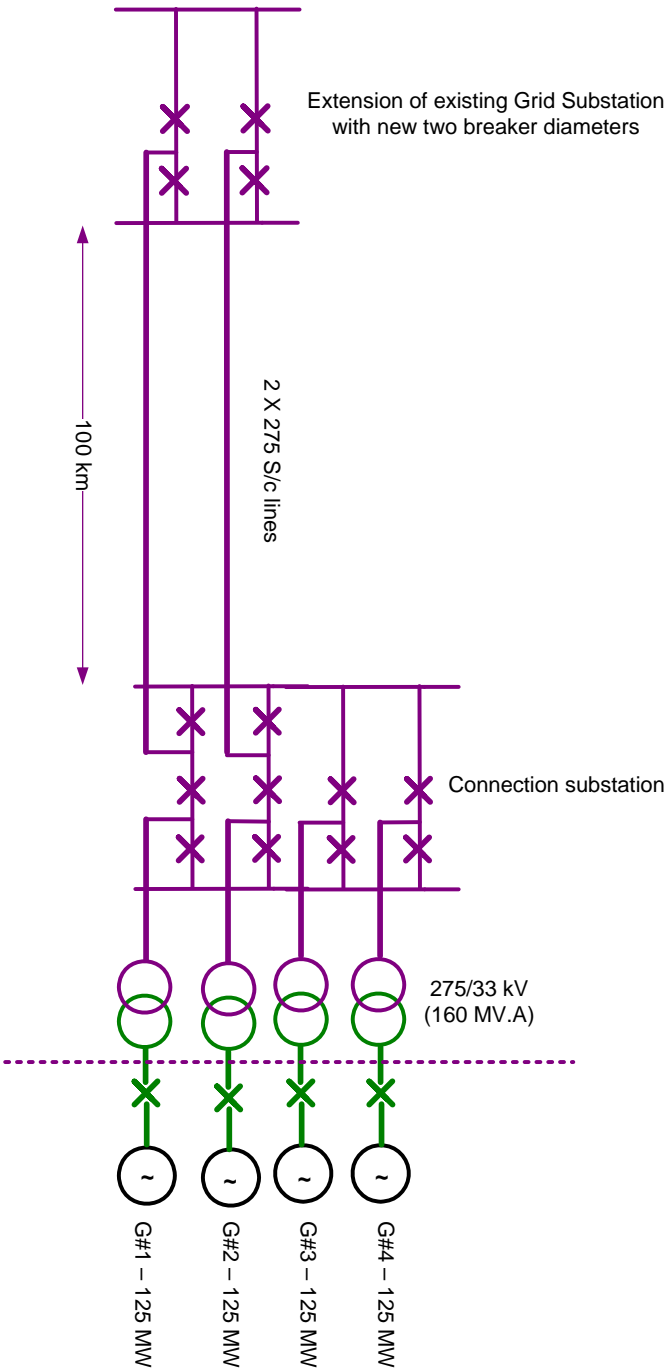 Extension of existing Grid Substation
with new two breaker diameters
2 X 275 S/c lines
100 km
Connection substation
275/33 kV
(160 MV.A)
~
~
~
~
G#1 – 125 MW
G#2 – 125 MW
G#3 – 125 MW
G#4 – 125 MW